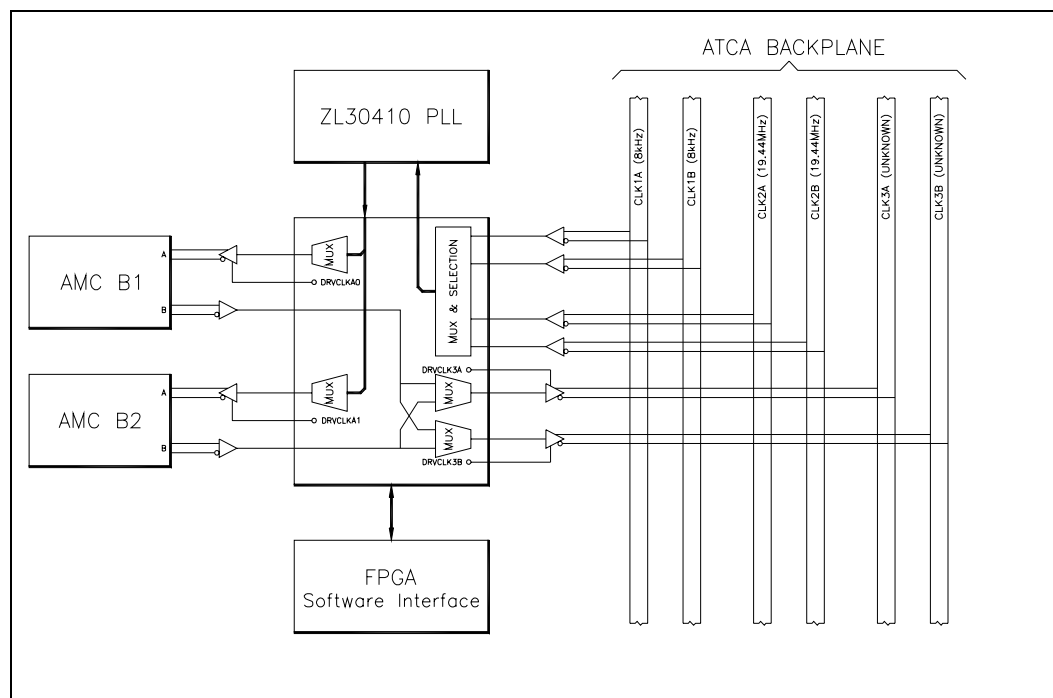 ATCA BACKPLANE
ZL30410 PLL
CLK1A (8kHz)
CLK1B (8kHz)
CLK2A (19.44MHz)
CLK2B (19.44MHz)
CLK3A (UNKNOWN)
CLK3B (UNKNOWN)
AMC B1
A
B
MUX
DRVCLKA0
MUX & SELECTION
AMC B2
A
B
MUX
DRVCLKA1
DRVCLK3A
MUX
MUX
DRVCLK3B
FPGA
Software Interface